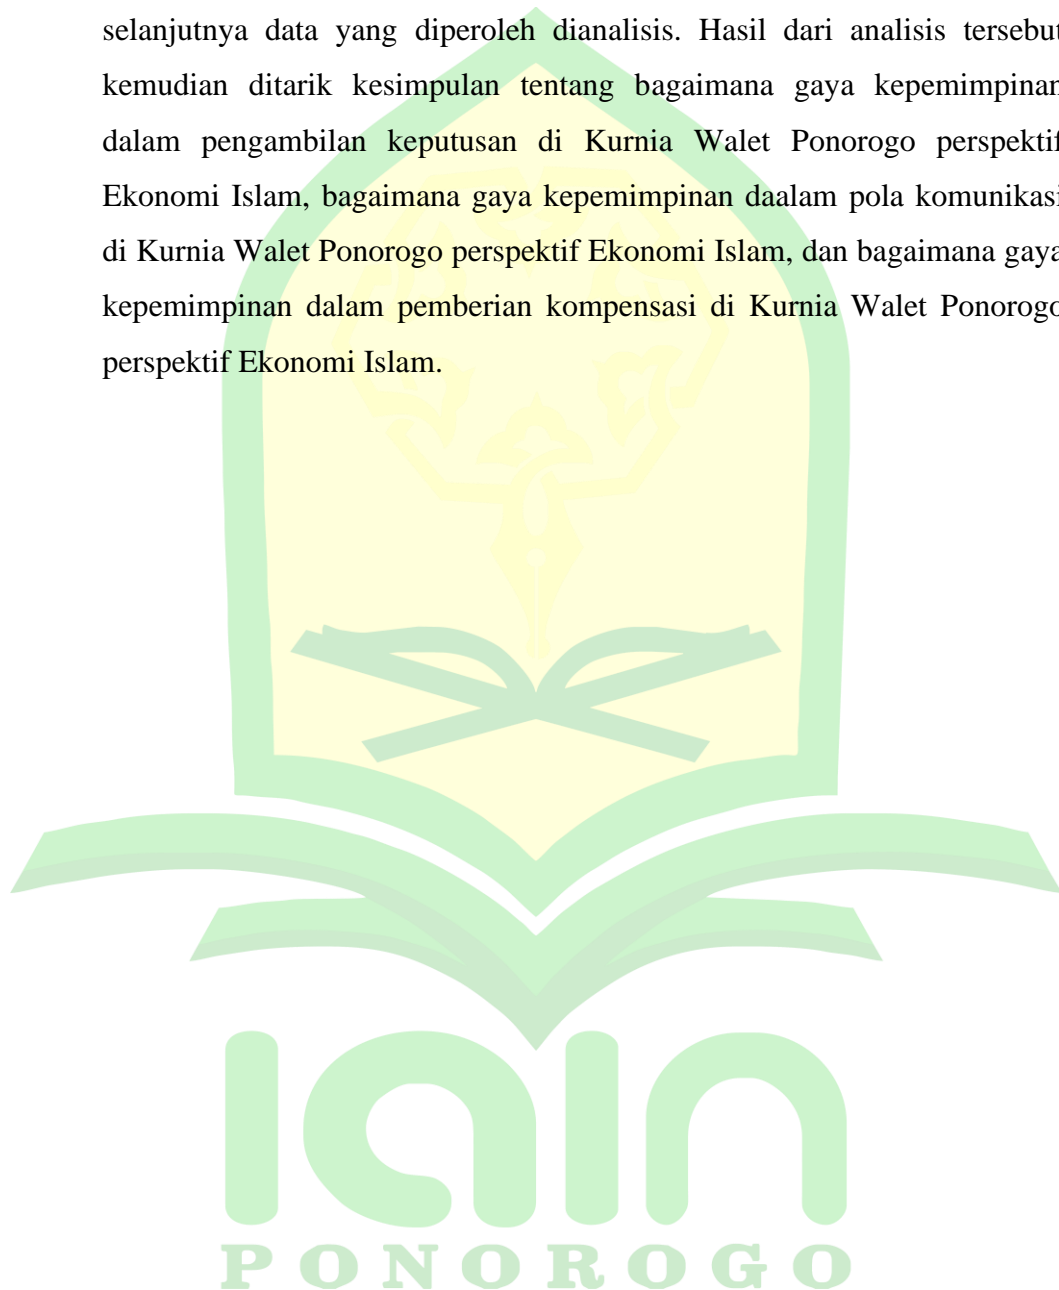 selanjutnya data yang diperoleh dianalisis. Hasil dari analisis tersebut
kemudian ditarik kesimpulan tentang bagaimana gaya kepemimpinan
dalam pengambilan keputusan di Kurnia Walet Ponorogo perspektif
Ekonomi Islam, bagaimana gaya kepemimpinan daalam pola komunikasi
di Kurnia Walet Ponorogo perspektif Ekonomi Islam, dan bagaimana gaya
kepemimpinan dalam pemberian kompensasi di Kurnia Walet Ponorogo
perspektif Ekonomi Islam.
IAIN
PONOROGO